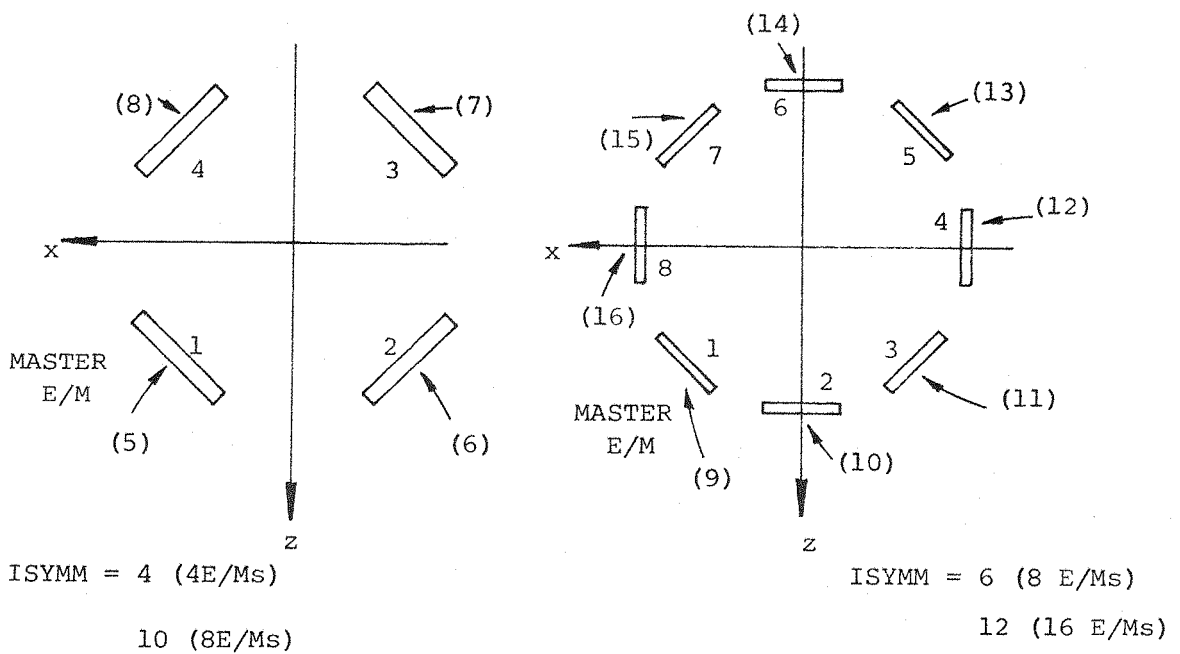 (8)
(7)
4
3
x
MASTER
E/M
1
2
(5)
(6)
z
ISYMM = 4 (4E/Ms)
10 (8E/Ms)
(14)
6
(13)
(15)
7
5
4
(12)
x
8
(16)
1
3
2
MASTER
E/M
(11)
(9)
(10)
z
ISYMM = 6 (8 E/Ms)
12 (16 E/Ms)